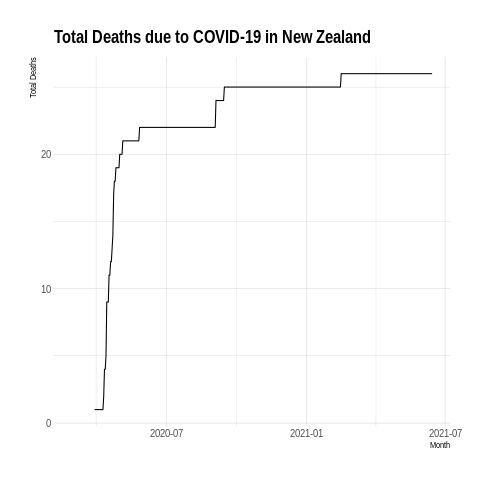 Total Deaths due to COVID-19 in New Zealand
Total Deaths
20
10
0
2020-07
2021-01
2021-07
Month